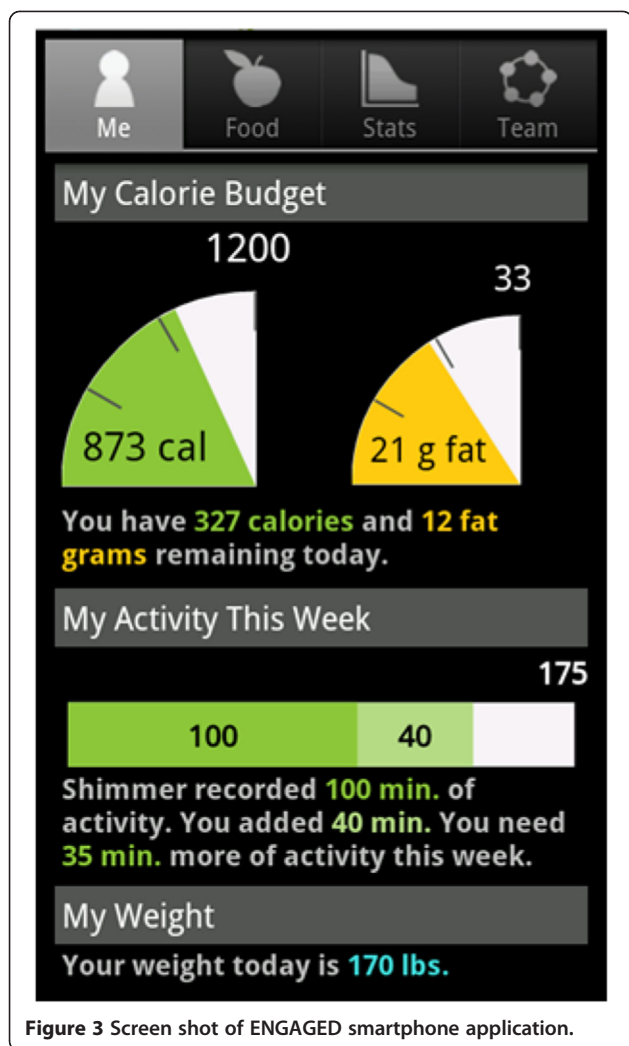 Me Food Stats Team
My Calorie Budget
1200
33
873 cal
21 g fat
You have 327 calories and 12 fat
grams remaining today.
My Activity This Week
175
100 40
Shimmer recorded 100 min. of
activity. You added 40 min. You need
35 min. more of activity this week.
My Weight
Your weight today is 170 lbs.
Figure 3 Screen shot of ENGAGED smartphone application.